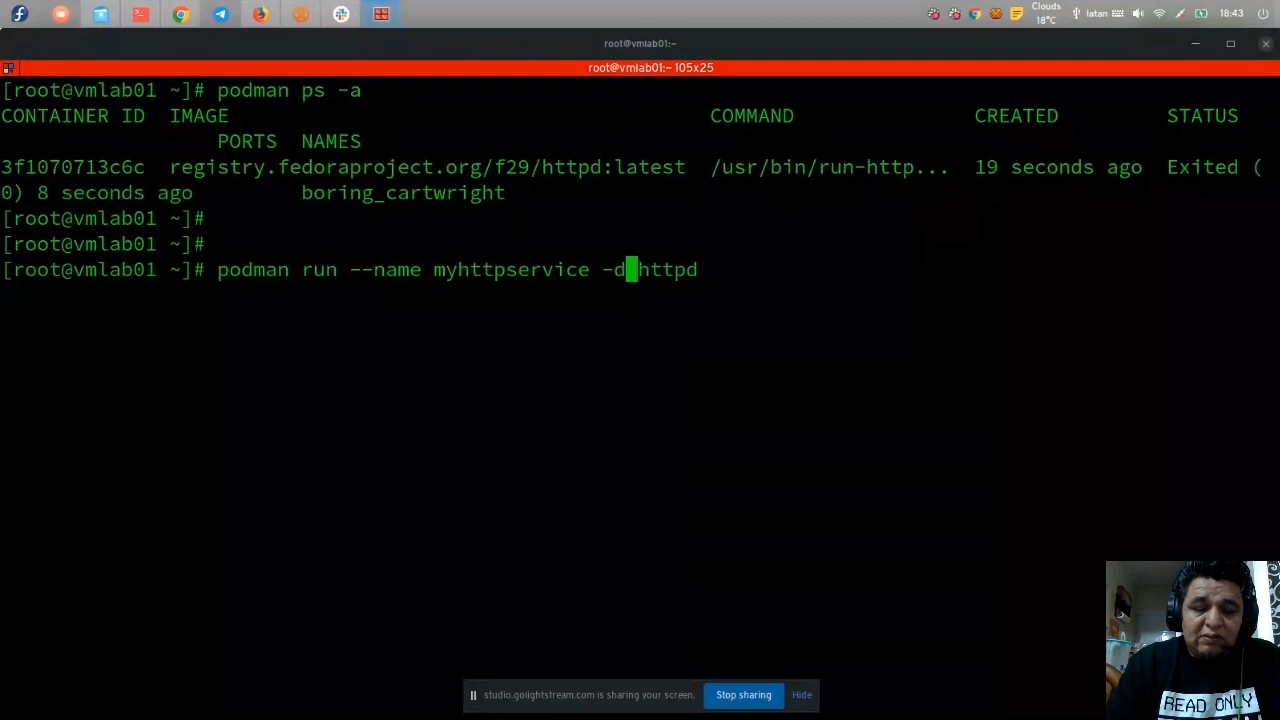 Clouds
18°C
latan
18:43
root@vmlab01:~
root@vmlab01:~ 105x25
[root@vmlab01 ~]# podman ps -a
CONTAINER ID  IMAGE                                        COMMAND               CREATED         STATUS
PORTS  NAMES
3f1070713c6c  registry.fedoraproject.org/f29/httpd:latest  /usr/bin/run-http...  19 seconds ago  Exited (
0) 8 seconds ago         boring_cartwright
[root@vmlab01 ~]#
[root@vmlab01 ~]#
[root@vmlab01 ~]# podman run --name myhttpservice -d httpd
studio.golightstream.com is sharing your screen.
Stop sharing
Hide
READ ONLY